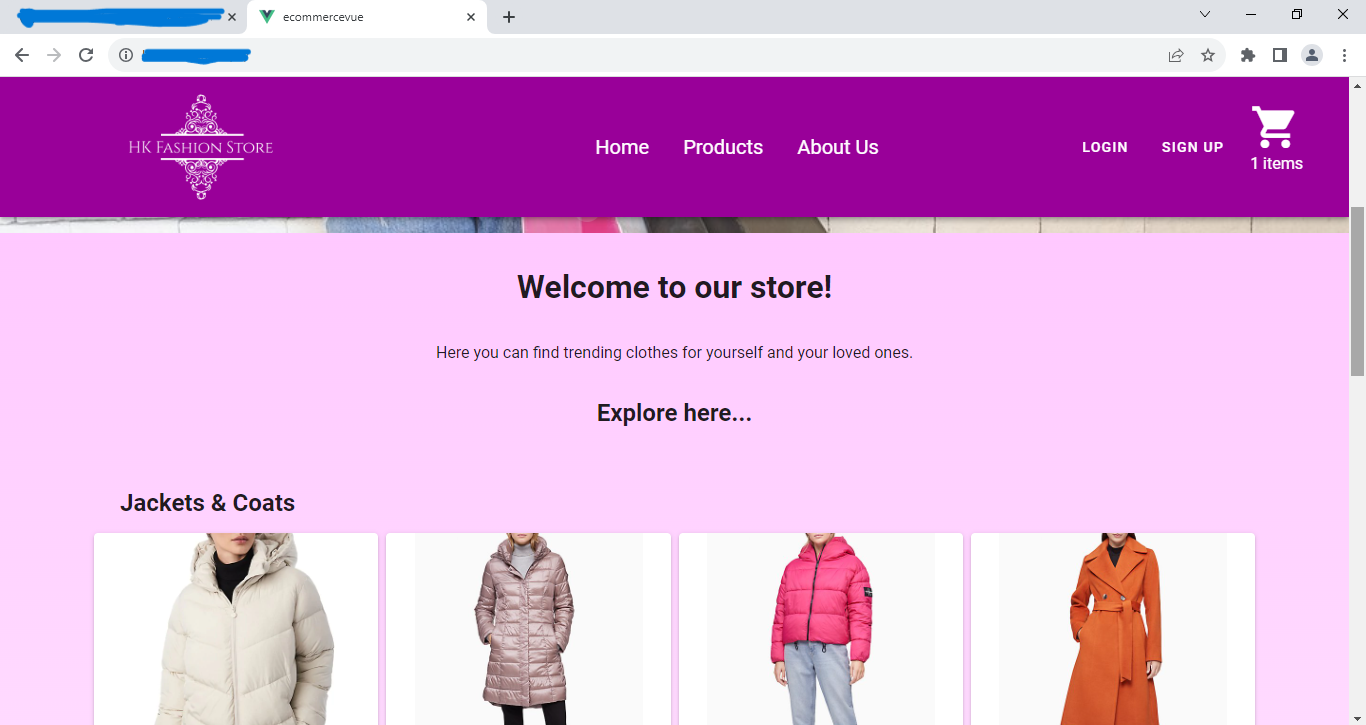 ecommercevue
HK FASHION STORE
Home Products About Us
LOGIN SIGN UP
1 items
Welcome to our store!
Here you can find trending clothes for yourself and your loved ones.
Explore here...
Jackets & Coats